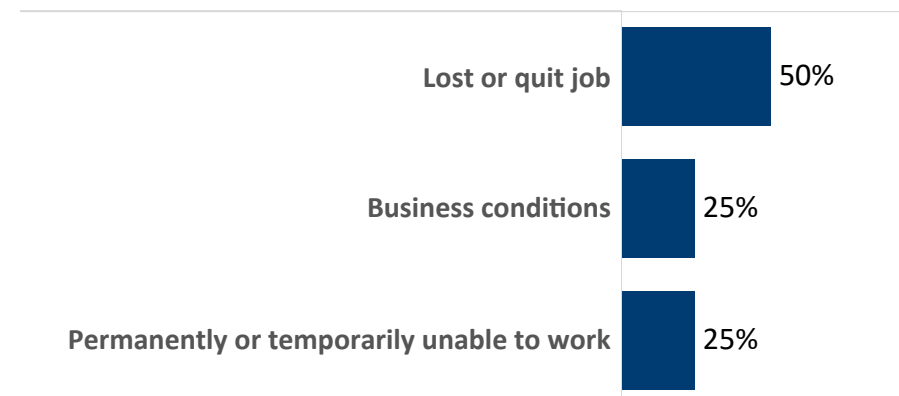 Lost or quit job 50%
Business conditions 25%
Permanently or temporarily unable to work 25%